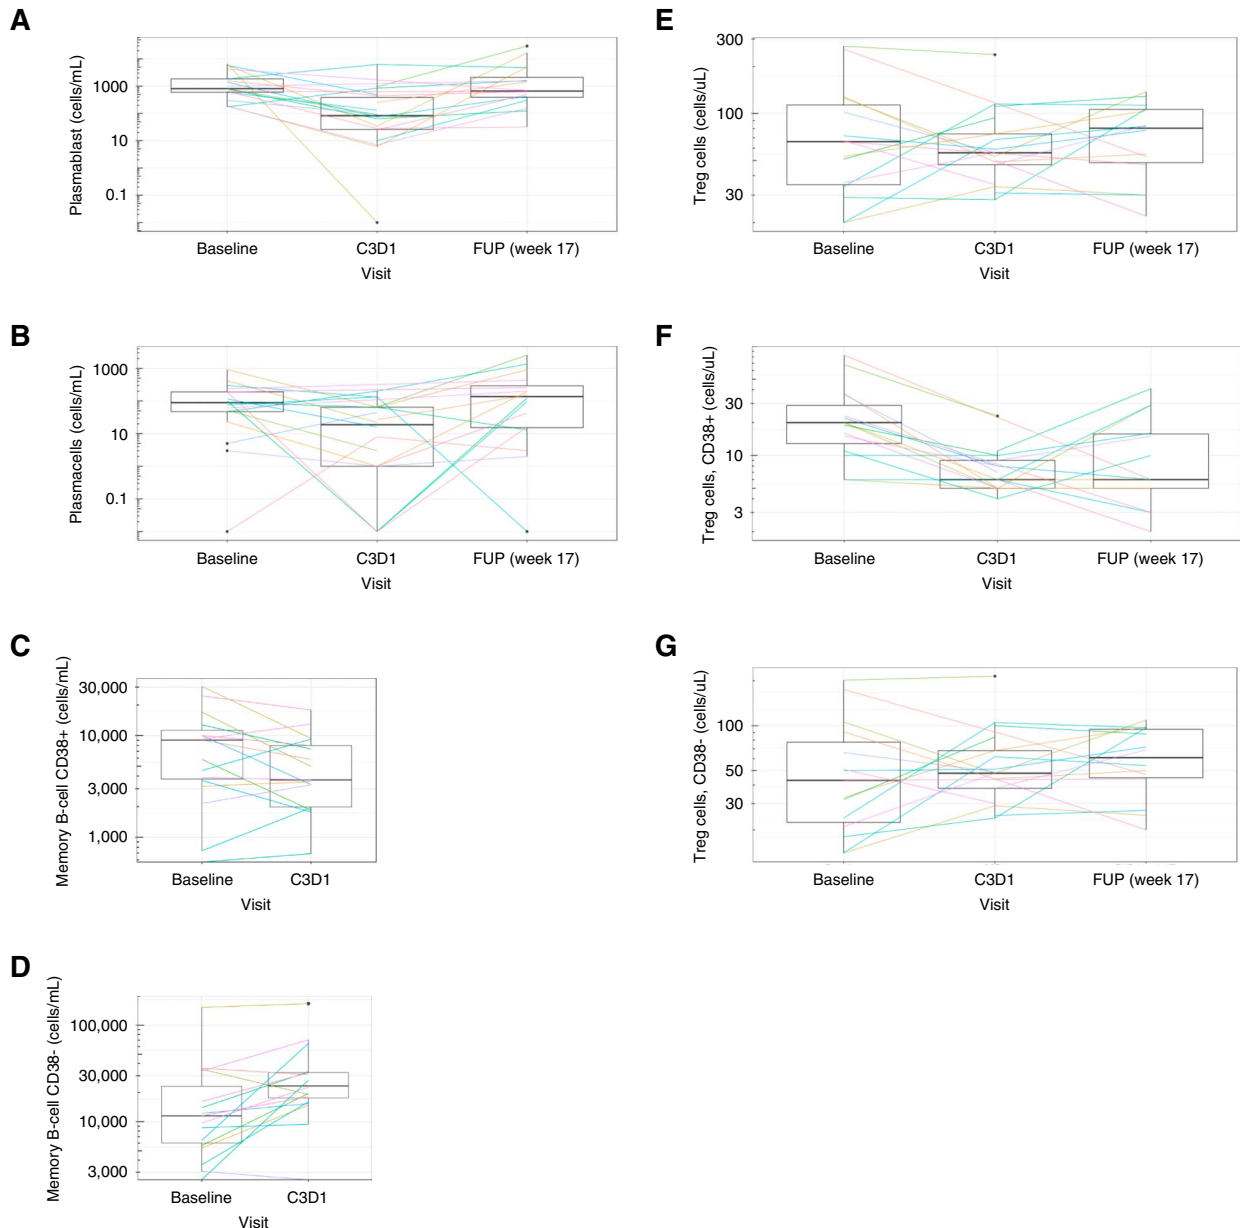 A
Plasmablast (cells/mL)
1000
10
0.1
Baseline C3D1 FUP (week 17)
Visit
B
Plasmacells (cells/mL)
1000
10
0.1
Baseline C3D1 FUP (week 17)
Visit
C
Memory B-cell CD38+ (cells/mL)
30,000
10,000
3,000
1,000
Baseline C3D1
Visit
D
Memory B-cell CD38- (cells/mL)
100,000
30,000
10,000
3,000
Baseline C3D1
Visit
E
Treg cells (cells/uL)
300
100
30
Baseline C3D1 FUP (week 17)
Visit
F
Treg cells, CD38+ (cells/uL)
30
10
3
Baseline C3D1 FUP (week 17)
Visit
G
Treg cells, CD38- (cells/uL)
100
50
30
Baseline C3D1 FUP (week 17)
Visit